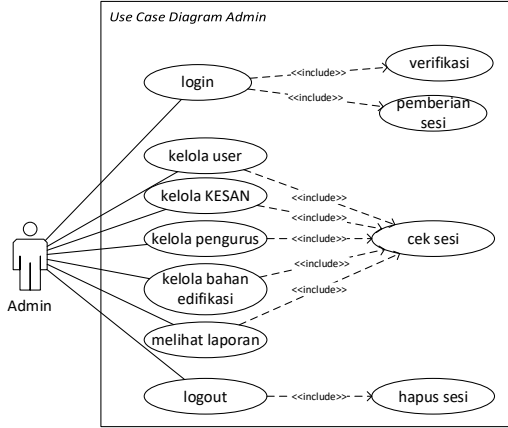 Use Case Diagram Admin
login
<<include>>
verifikasi
<<include>>
pemberian
sesi
kelola user
<<include>>
kelola KESAN
<<include>>
kelola pengurus
<<include>>
cek sesi
kelola bahan
edifikasi
<<include>>
melihat laporan
<<include>>
Admin
logout
<<include>>
hapus sesi